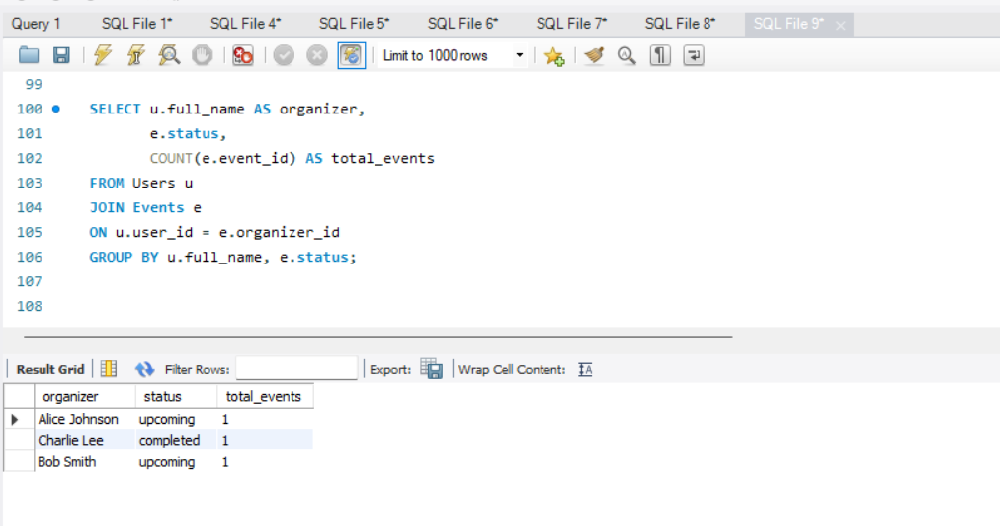 Query 1 SQL File 1* SQL File 4* SQL File 5* SQL File 6* SQL File 7* SQL File 8* SQL File 9*
Limit to 1000 rows
99
100 SELECT u.full_name AS organizer,
101 e.status,
102 COUNT(e.event_id) AS total_events
103 FROM Users u
104 JOIN Events e
105 ON u.user_id = e.organizer_id
106 GROUP BY u.full_name, e.status;
107
108
Result Grid Filter Rows: Export: Wrap Cell Content:
organizer status total_events
Alice Johnson upcoming 1
Charlie Lee completed 1
Bob Smith upcoming 1